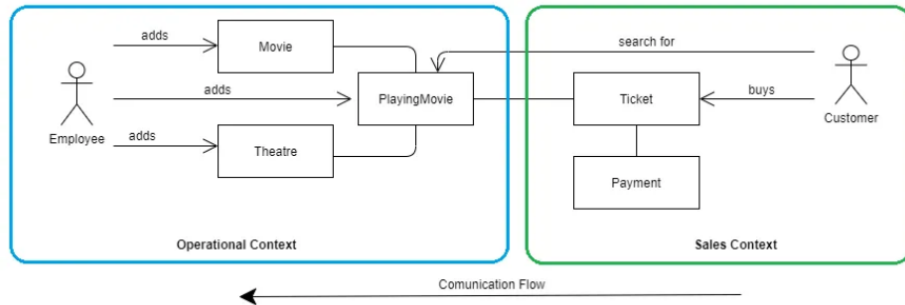 adds
Movie
search for
adds
PlayingMovie
Ticket
buys
Employee
Customer
adds
Theatre
Payment
Operational Context
Sales Context
Comunication Flow